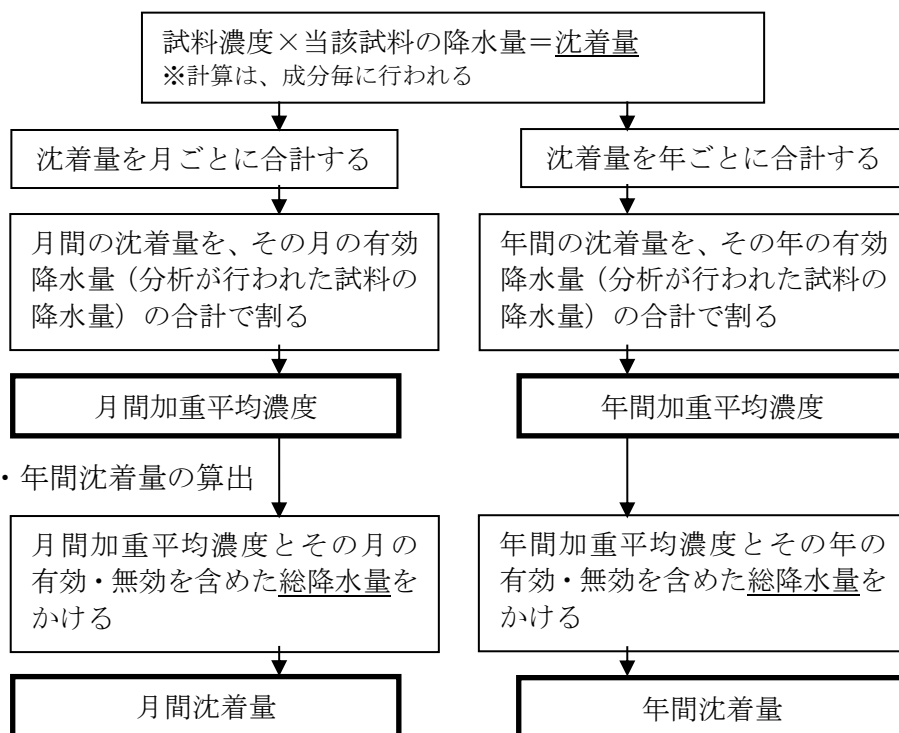 試料濃度×当該試料の降水量＝沈着量
※計算は、成分毎に行われる
沈着量を月ごとに合計する
月間の沈着量を、その月の有効
降水量（分析が行われた試料の
降水量）の合計で割る
月間加重平均濃度
・年間沈着量の算出
月間加重平均濃度とその月の
有効・無効を含めた総降水量を
かける
月間沈着量
沈着量を年ごとに合計する
年間の沈着量を、その年の有効
降水量（分析が行われた試料の
降水量）の合計で割る
年間加重平均濃度
年間加重平均濃度とその年の
有効・無効を含めた総降水量を
かける
年間沈着量